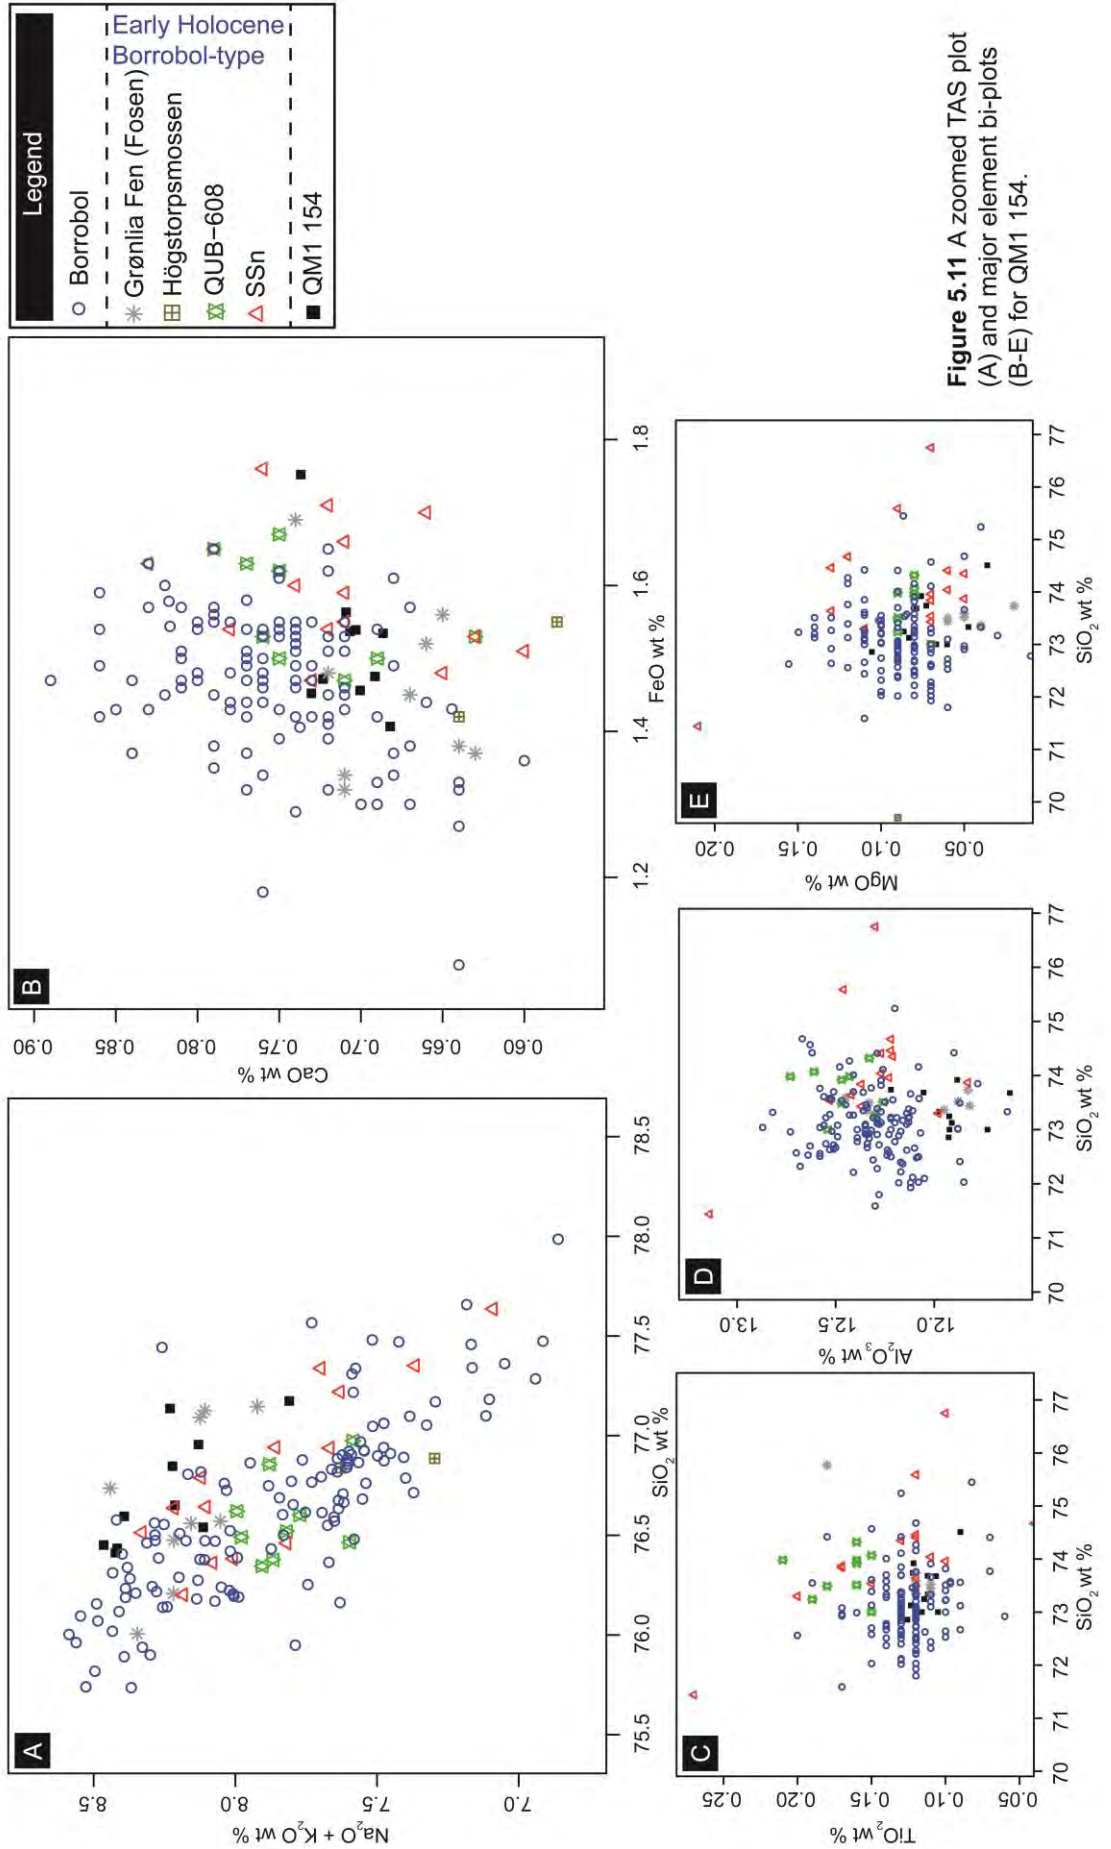 A
8.5
8.0
7.5
7.0
Na₂O + K₂O wt %
75.5
76.0
76.5
77.0
77.5
78.0
78.5
SiO₂ wt %
B
0.90
0.85
0.80
0.75
0.70
0.65
0.60
CaO wt %
1.2
1.4
1.6
1.8
FeO wt %
Legend
Borrobol
Early Holocene
Borrobol-type
Grønlia Fen (Fosen)
Högstorpsmossen
QUB-608
SSn
QM1 154
C
0.25
0.20
0.15
0.10
0.05
TiO₂ wt %
70
71
72
73
74
75
76
77
SiO₂ wt %
D
13.0
12.5
12.0
Al₂O₃ wt %
70
71
72
73
74
75
76
77
SiO₂ wt %
E
0.20
0.15
0.10
0.05
MgO wt %
70
71
72
73
74
75
76
77
SiO₂ wt %
Figure 5.11 A zoomed TAS plot
(A) and major element bi-plots
(B-E) for QM1 154.